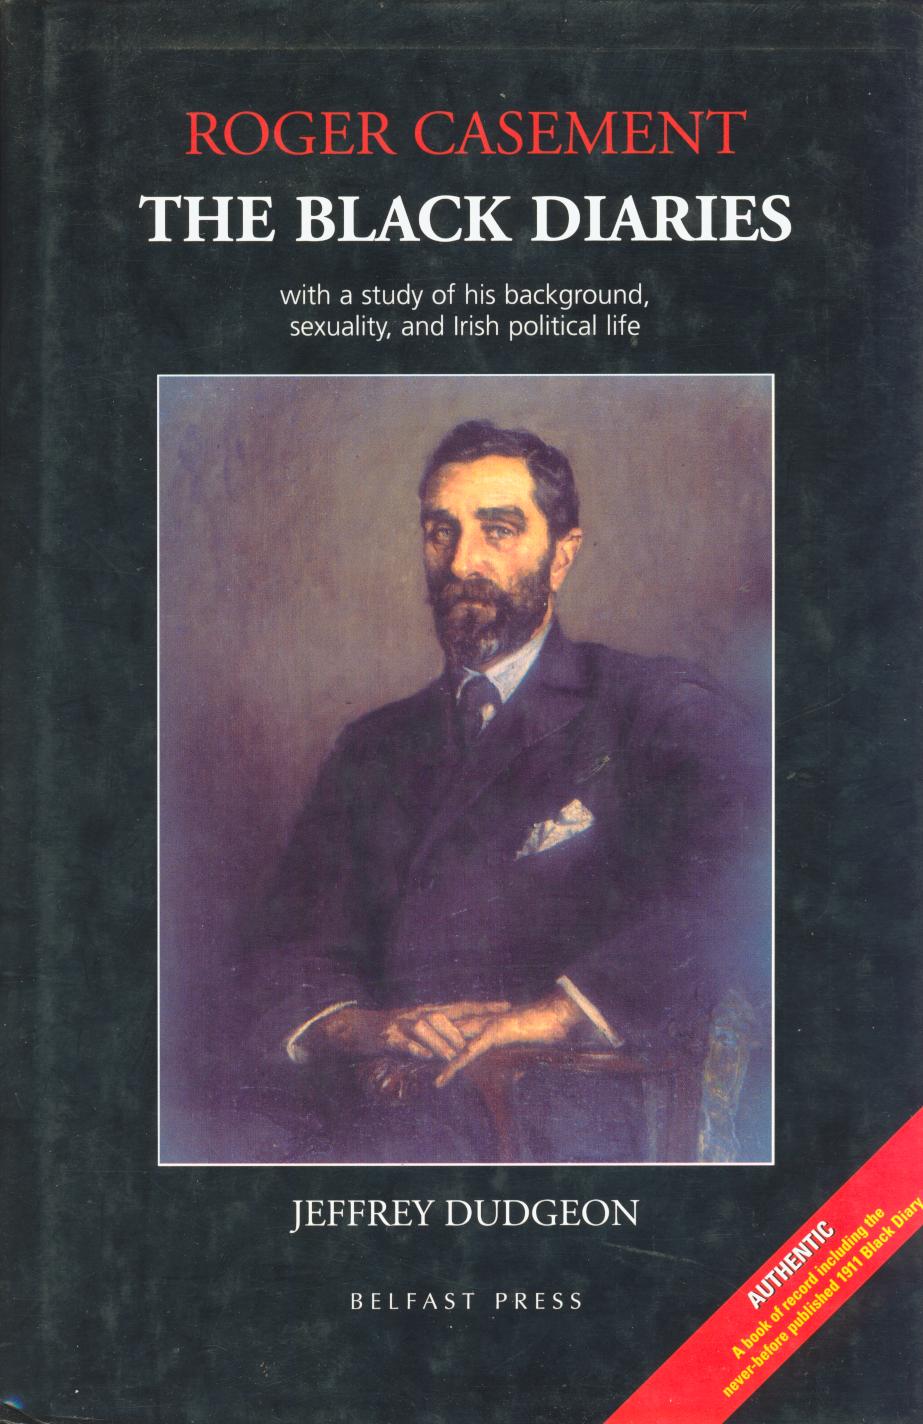 ROGER CASEMENT
THE BLACK DIARIES
with a study of his background,
sexuality, and Irish political life
JEFFREY DUDGEON
BELFAST PRESS
AUTHENTIC
A book of record including the
never-before published 1911 Black Diary